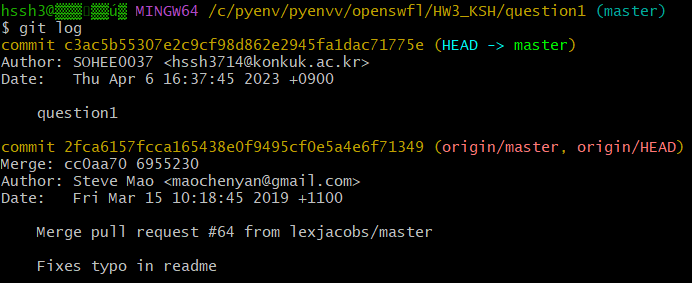 hssh3@ MINGW64 /c/pyenv/pyenvv/openswfl/HW3_KSH/question1 (master)
$ git log
commit c3ac5b55307e2c9cf98d862e2945fa1dac71775e (HEAD -> master)
Author: SOHEE0037 <hssh3714@konkuk.ac.kr>
Date:   Thu Apr 6 16:37:45 2023 +0900
question1
commit 2fca6157fcca165438e0f9495cf0e5a4e6f71349 (origin/master, origin/HEAD)
Merge: cc0aa70 6955230
Author: Steve Mao <maochenyan@gmail.com>
Date:   Fri Mar 15 10:18:45 2019 +1100
Merge pull request #64 from lexjacobs/master
Fixes typo in readme